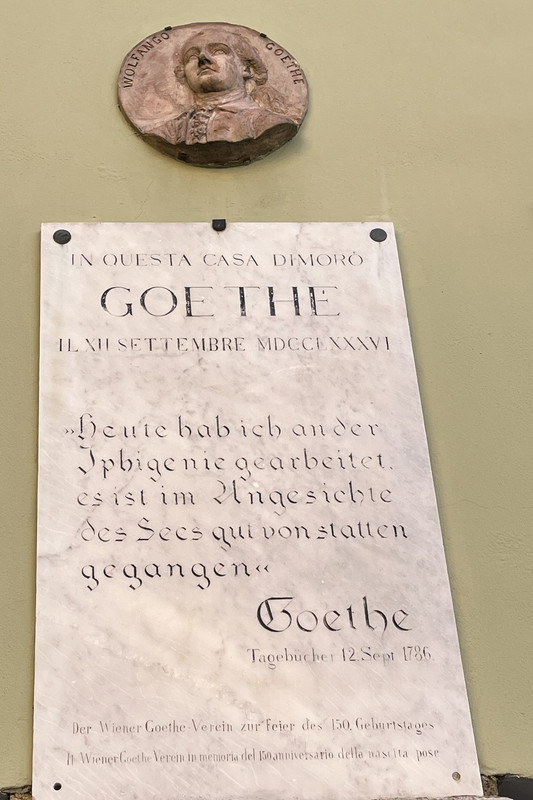 WOLFANGO GOETHE
IN QUESTA CASA DIMORÒ
GOETHE
IL XII SETTEMBRE MDCCLXXXVI
»Heute hab ich an der
Iphigenie gearbeitet.
es ist im Angesichte
des Sees gut von statten
gegangen«
Goethe
Tagebücher 12. Sept. 1786.
Der Wiener Goethe-Verein zur Feier des 150. Geburtstages
Il Wiener Goethe Verein in memoria del 150 anniversario della nascita pose